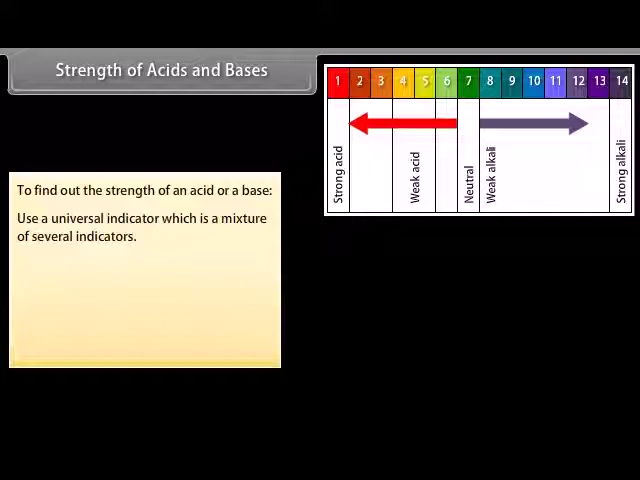 Strength of Acids and Bases
1 2 3 4 5 6 7 8 9 10 11 12 13 14
Strong acid
Weak acid
Neutral
Weak alkali
Strong alkali
To find out the strength of an acid or a base:
Use a universal indicator which is a mixture
of several indicators.